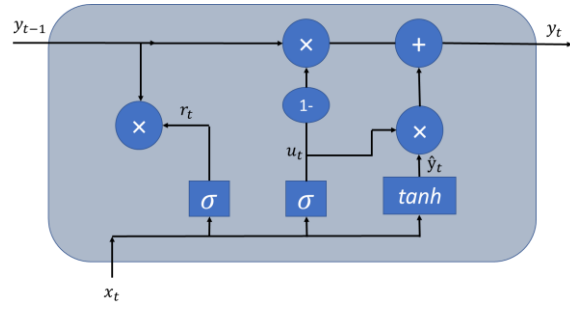 y_{t−1}
y_t
×
+
1-
r_t
×
×
u_t
ŷ_t
σ
σ
tanh
x_t